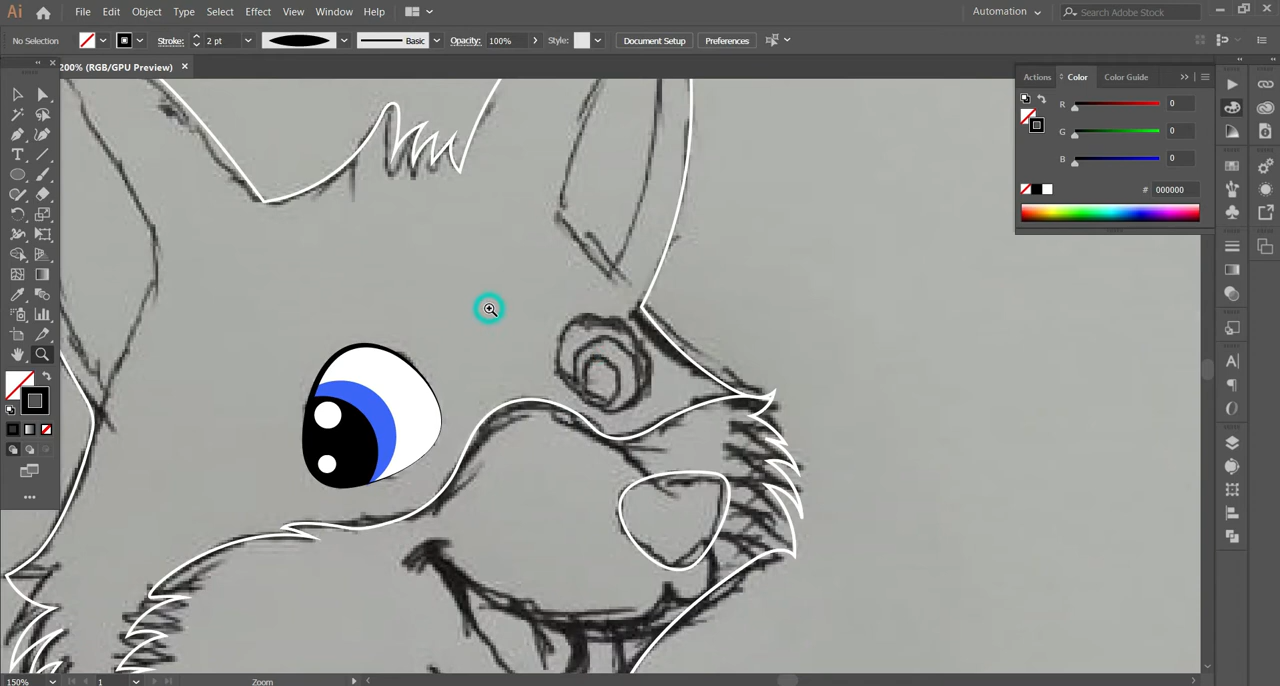 Ai File Edit Object Type Select Effect View Window Help Automation Search Adobe Stock
No Selection Stroke: 2 pt Basic Opacity: 100% Style: Document Setup Preferences
200% (RGB/GPU Preview) ×
Actions Color Color Guide
R 0
G 0
B 0
# 000000
150% 1 Zoom